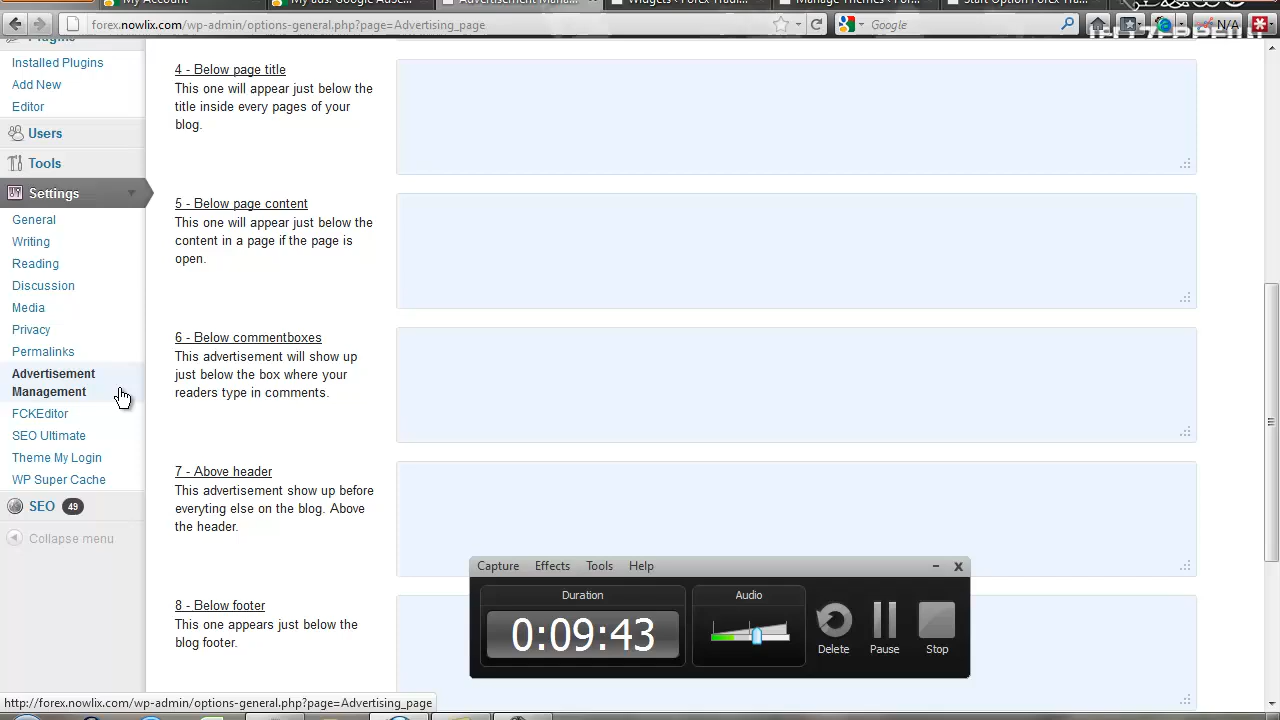 My Account
My ads: Google Adse...
Advertisement Mana...
Widgets ‹ Forex Tradi...
Manage Themes ‹ For...
Start Option Forex Tra...
forex.nowlix.com/wp-admin/options-general.php?page=Advertising_page
Google
N/A
Plugins
Installed Plugins
Add New
Editor
Users
Tools
Settings
General
Writing
Reading
Discussion
Media
Privacy
Permalinks
Advertisement
Management
FCKEditor
SEO Ultimate
Theme My Login
WP Super Cache
SEO 49
Collapse menu
4 - Below page title
This one will appear just below the
title inside every pages of your
blog.
5 - Below page content
This one will appear just below the
content in a page if the page is
open.
6 - Below commentboxes
This advertisement will show up
just below the box where your
readers type in comments.
7 - Above header
This advertisement show up before
everyting else on the blog. Above
the header.
8 - Below footer
This one appears just below the
blog footer.
Capture Effects Tools Help
Duration
0:09:43
Audio
Delete
Pause
Stop
http://forex.nowlix.com/wp-admin/options-general.php?page=Advertising_page